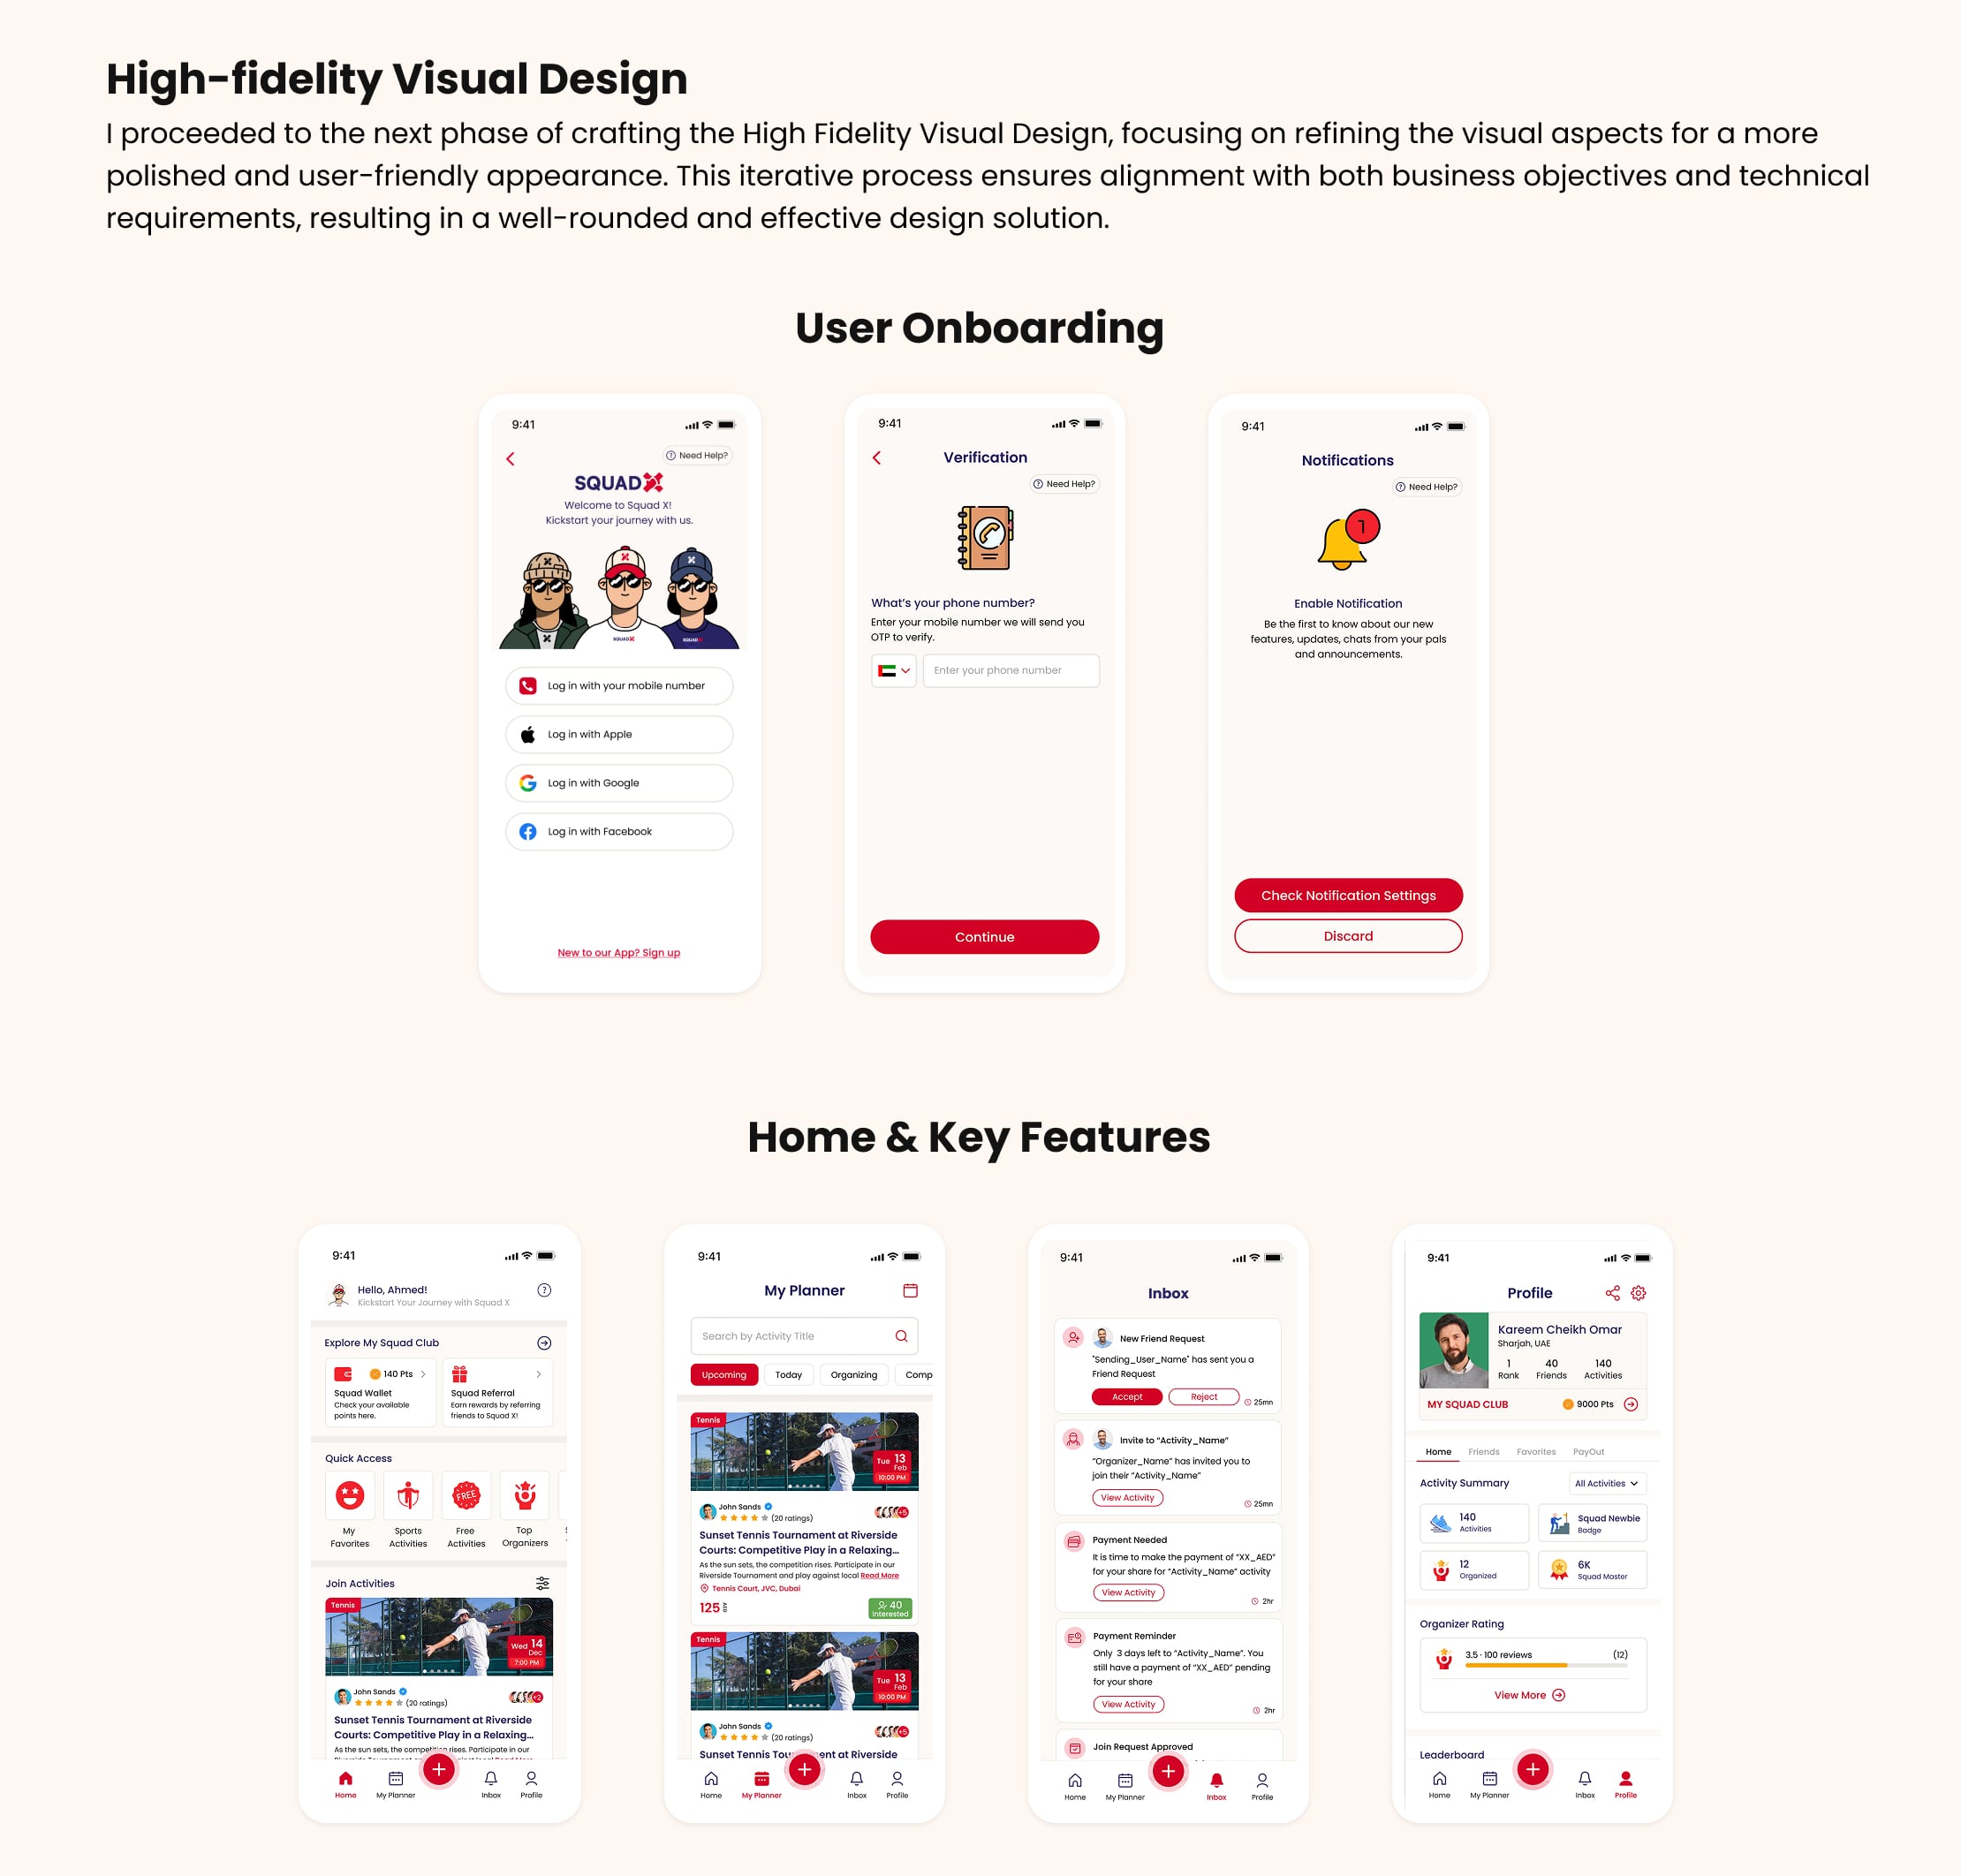 High-fidelity Visual Design
I proceeded to the next phase of crafting the High Fidelity Visual Design, focusing on refining the visual aspects for a more
polished and user-friendly appearance. This iterative process ensures alignment with both business objectives and technical
requirements, resulting in a well-rounded and effective design solution.
User Onboarding
9:41
Need Help?
SQUADX
Welcome to Squad X!
Kickstart your journey with us.
SQUADX
SQUADX
Log in with your mobile number
Log in with Apple
Log in with Google
Log in with Facebook
New to our App? Sign up
9:41
Verification
Need Help?
What's your phone number?
Enter your mobile number we will send you
OTP to verify.
Enter your phone number
Continue
9:41
Notifications
Need Help?
1
Enable Notification
Be the first to know about our new
features, updates, chats from your pals
and announcements.
Check Notification Settings
Discard
Home & Key Features
9:41
Hello, Ahmed!
Kickstart Your Journey with Squad X
Explore My Squad Club
140 Pts
Squad Wallet
Check your available
points here.
Squad Referral
Earn rewards by referring
friends to Squad X!
Quick Access
FREE
My
Favorites
Sports
Activities
Free
Activities
Top
Organizers
Join Activities
Tennis
Wed 14
Dec
7:00 PM
John Sands
(20 ratings)
+2
Sunset Tennis Tournament at Riverside
Courts: Competitive Play in a Relaxing...
As the sun sets, the competition rises. Participate in our
Home
My Planner
Inbox
Profile
9:41
My Planner
Search by Activity Title
Upcoming
Today
Organizing
Comp
Tennis
Tue 13
Feb
10:00 PM
John Sands
(20 ratings)
+5
Sunset Tennis Tournament at Riverside
Courts: Competitive Play in a Relaxing...
As the sun sets, the competition rises. Participate in our
Riverside Tournament and play against local Read More
Tennis Court, JVC, Dubai
125
40
Interested
Tennis
Tue 13
Feb
10:00 PM
John Sands
(20 ratings)
+5
Sunset Tennis Tournament at Riverside
Home
My Planner
Inbox
Profile
9:41
Inbox
New Friend Request
"Sending_User_Name" has sent you a
Friend Request
Accept
Reject
25mn
Invite to “Activity_Name”
“Organizer_Name” has invited you to
join their “Activity_Name”
View Activity
25mn
Payment Needed
It is time to make the payment of “XX_AED”
for your share for “Activity_Name” activity
View Activity
2hr
Payment Reminder
Only 3 days left to “Activity_Name”. You
still have a payment of “XX_AED” pending
for your share
View Activity
2hr
Join Request Approved
Home
My Planner
Inbox
Profile
9:41
Profile
Kareem Cheikh Omar
Sharjah, UAE
1
Rank
40
Friends
140
Activities
MY SQUAD CLUB
9000 Pts
Home
Friends
Favorites
PayOut
Activity Summary
All Activities
140
Activities
Squad Newbie
Badge
12
Organized
6K
Squad Master
Organizer Rating
3.5 · 100 reviews
(12)
View More
Leaderboard
Home
My Planner
Inbox
Profile